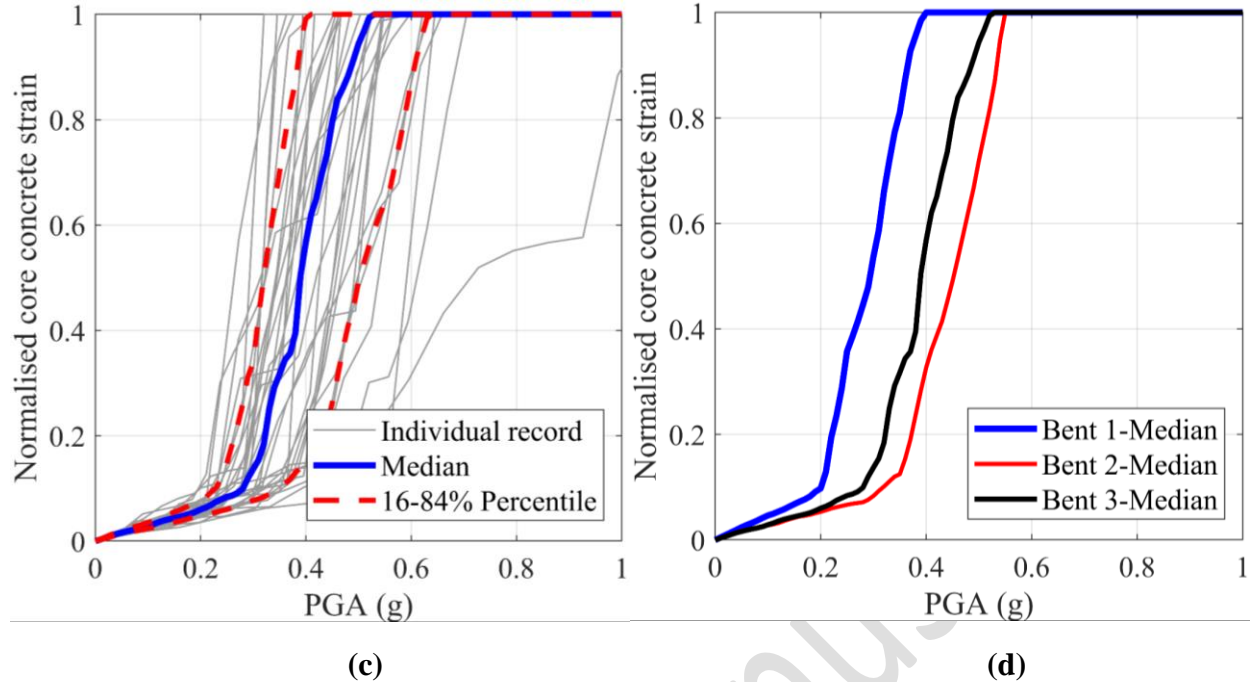 Normalised core concrete strain
1
0.8
0.6
0.4
0.2
0
0 0.2 0.4 0.6 0.8 1
PGA (g)
Individual record
Median
16-84% Percentile
(c)
Normalised core concrete strain
1
0.8
0.6
0.4
0.2
0
0 0.2 0.4 0.6 0.8 1
PGA (g)
Bent 1-Median
Bent 2-Median
Bent 3-Median
(d)